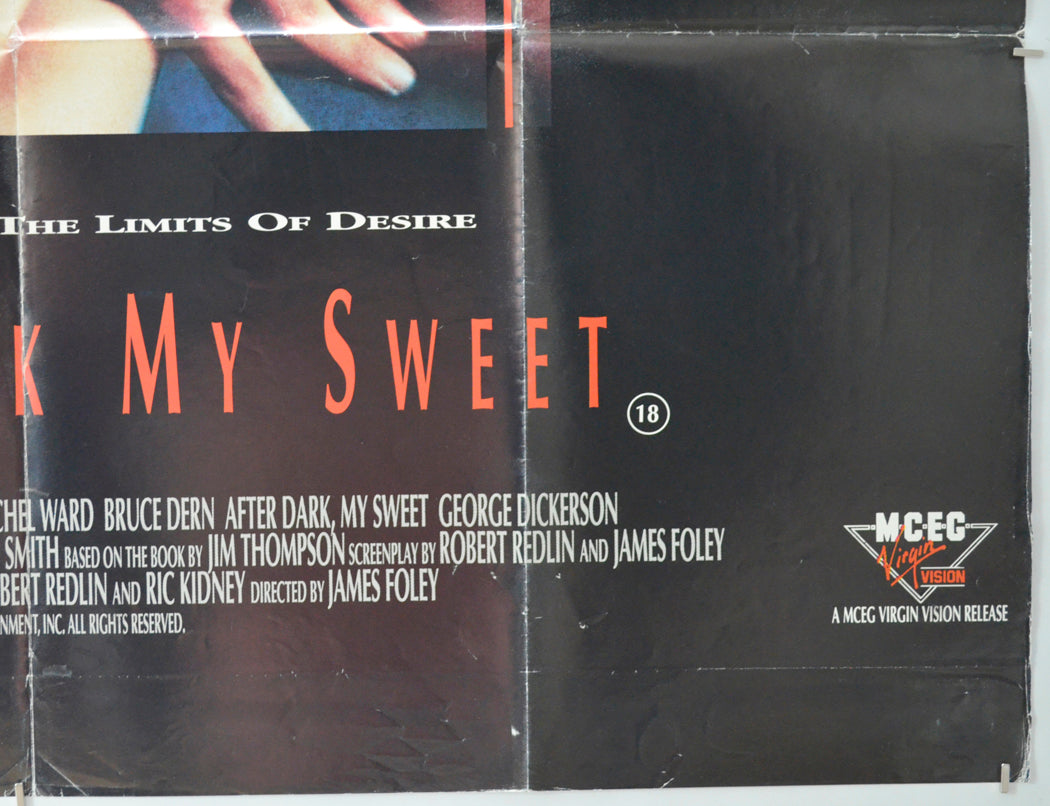 THE LIMITS OF DESIRE
K MY SWEET
18
CHEL WARD BRUCE DERN AFTER DARK, MY SWEET GEORGE DICKERSON
SMITH BASED ON THE BOOK BY JIM THOMPSON SCREENPLAY BY ROBERT REDLIN AND JAMES FOLEY
BERT REDLIN AND RIC KIDNEY DIRECTED BY JAMES FOLEY
NMENT, INC. ALL RIGHTS RESERVED.
M.C.E.G
Virgin
VISION
A MCEG VIRGIN VISION RELEASE